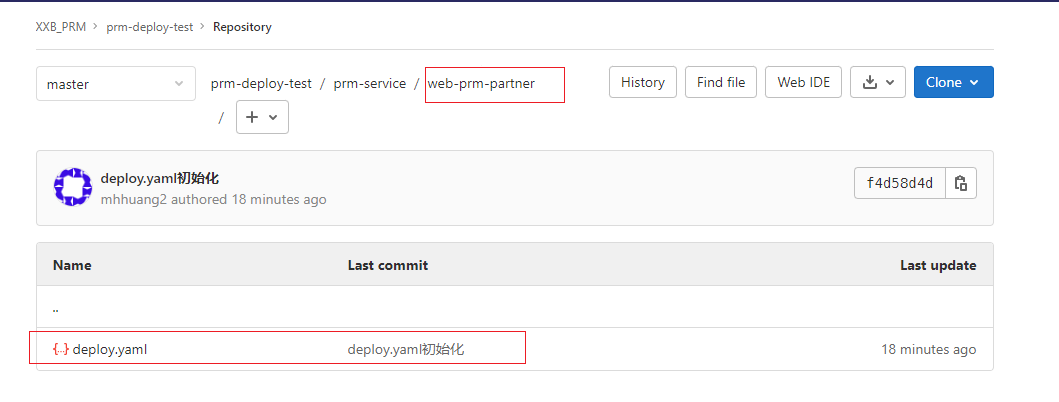 XXB_PRM > prm-deploy-test > Repository
master
prm-deploy-test / prm-service / web-prm-partner
/ +
History
Find file
Web IDE
Clone
deploy.yaml初始化
mhhuang2 authored 18 minutes ago
f4d58d4d
Name Last commit Last update
..
{...} deploy.yaml deploy.yaml初始化 18 minutes ago